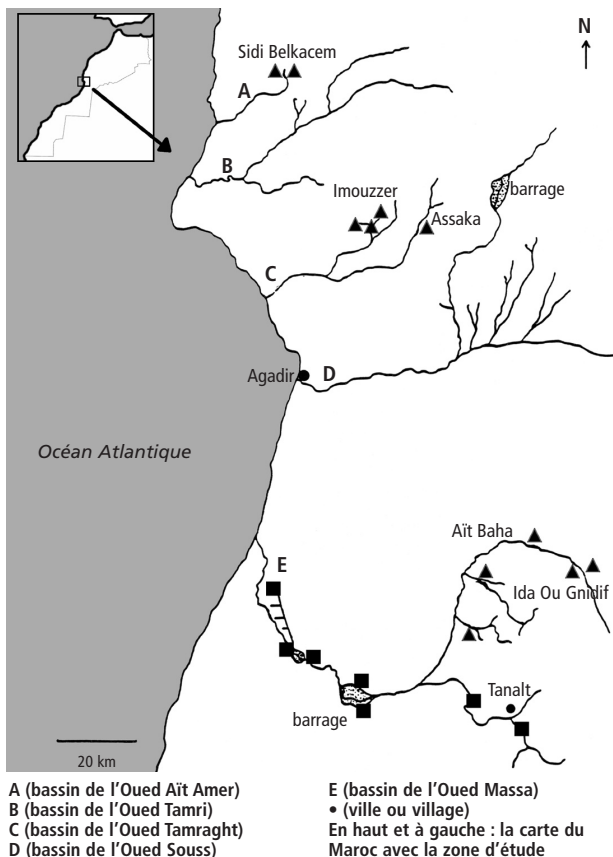 N
Sidi Belkacem
A
B
barrage
Imouzzer
Assaka
C
Agadir
D
Océan Atlantique
Aït Baha
E
Ida Ou Gnidif
Tanalt
barrage
20 km
A (bassin de l'Oued Aït Amer)
B (bassin de l'Oued Tamri)
C (bassin de l'Oued Tamraght)
D (bassin de l'Oued Souss)
E (bassin de l'Oued Massa)
• (ville ou village)
En haut et à gauche : la carte du
Maroc avec la zone d'étude